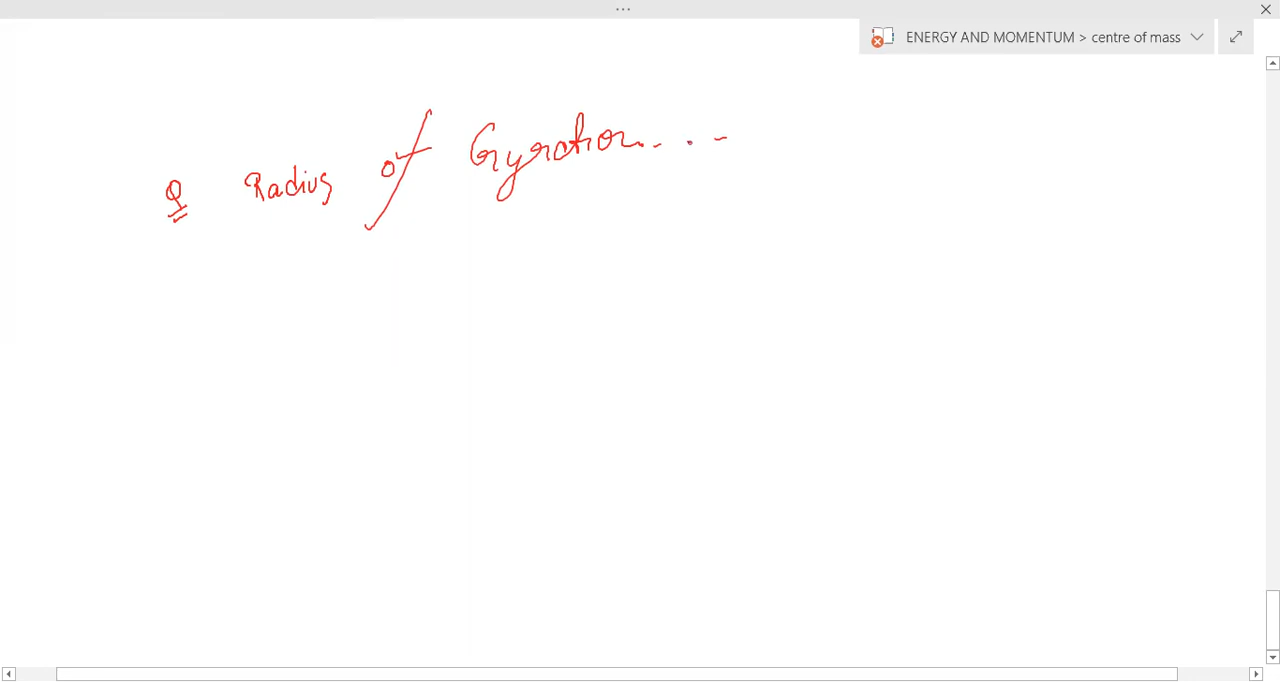 ...
ENERGY AND MOMENTUM > centre of mass
Q Radius of Gyration....